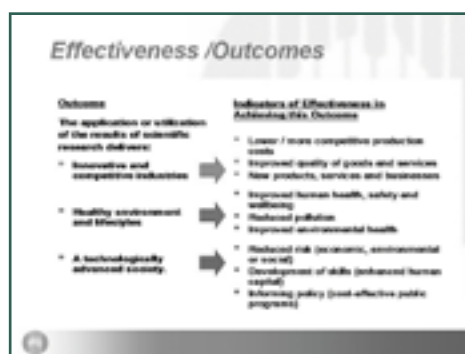 Effectiveness /Outcomes
Outcome
The application or utilization
of the results of scientific
research delivers:
* Innovative and
competitive industries
* Healthy environment
and lifestyles
* A technologically
advanced society.
Indicators of Effectiveness in
Achieving this Outcome
* Lower / more competitive production
costs
* Improved quality of goods and services
* New products, services and businesses
* Improved human health, safety and
wellbeing
* Reduced pollution
* Improved environmental health
* Reduced risk (economic, environmental
or social)
* Development of skills (enhanced human
capital)
* Informing policy (cost-effective public
programs)